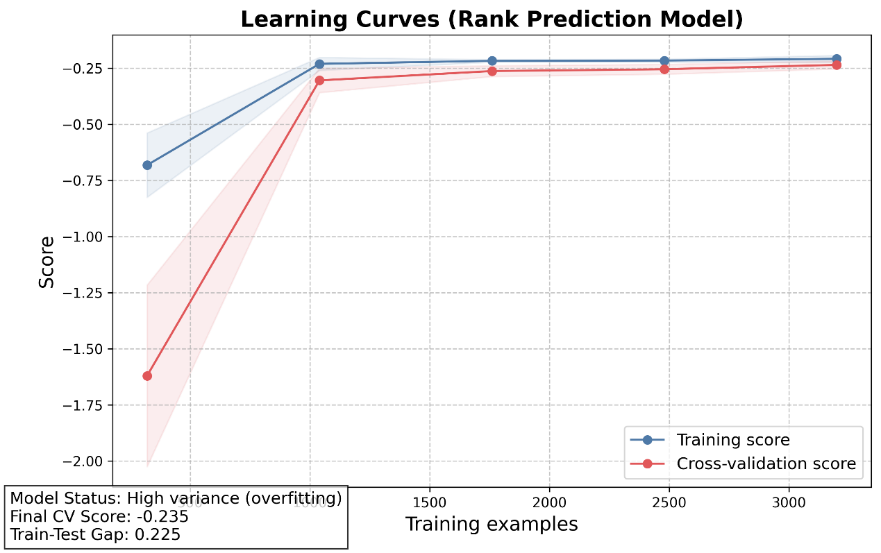 Learning Curves (Rank Prediction Model)
−0.25
−0.50
−0.75
−1.00
−1.25
−1.50
−1.75
−2.00
Score
Training score
Cross-validation score
500
1000
1500
2000
2500
3000
Training examples
Model Status: High variance (overfitting)
Final CV Score: -0.235
Train-Test Gap: 0.225